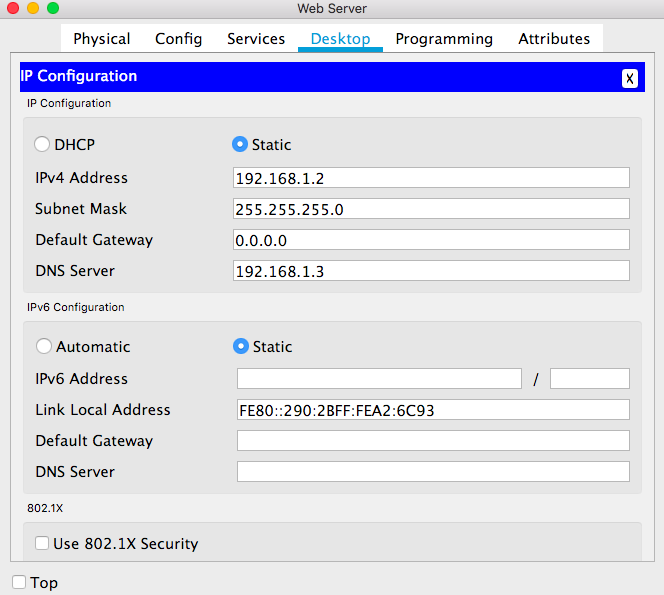 Web Server
Physical Config Services Desktop Programming Attributes
IP Configuration X
IP Configuration
DHCP Static
IPv4 Address 192.168.1.2
Subnet Mask 255.255.255.0
Default Gateway 0.0.0.0
DNS Server 192.168.1.3
IPv6 Configuration
Automatic Static
IPv6 Address /
Link Local Address FE80::290:2BFF:FEA2:6C93
Default Gateway
DNS Server
802.1X
Use 802.1X Security
Top